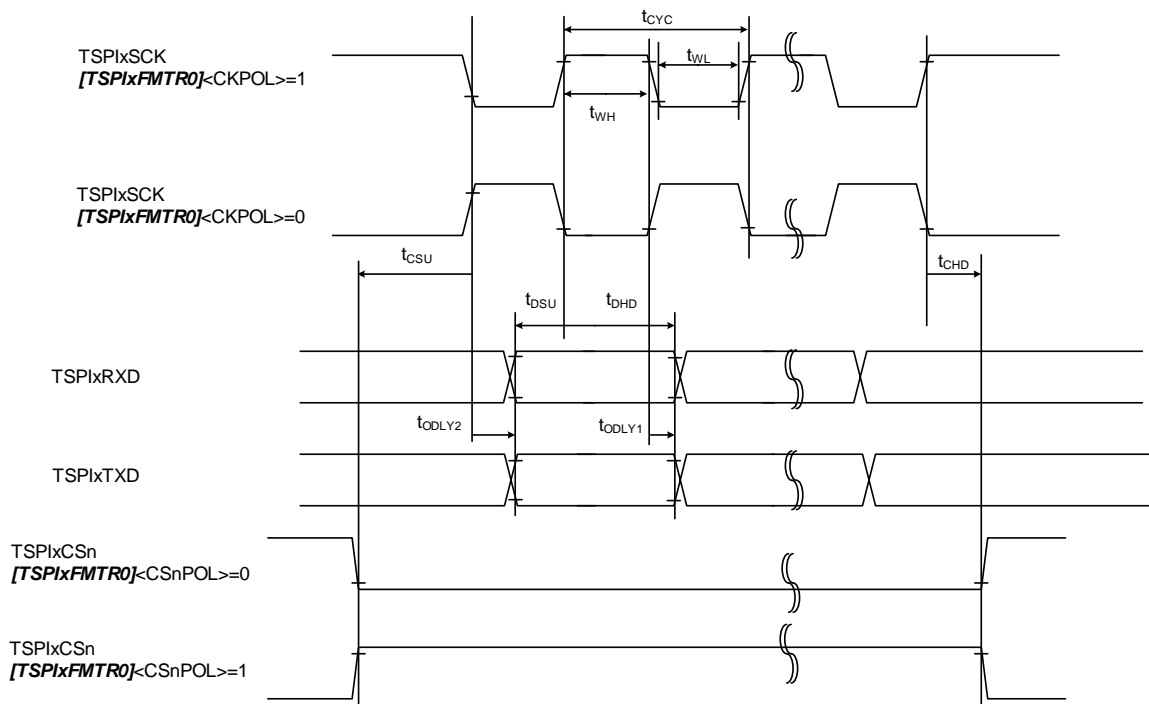 tCYC
TSPIxSCK
[TSPIxFMTR0]<CKPOL>=1
tWL
tWH
TSPIxSCK
[TSPIxFMTR0]<CKPOL>=0
tCSU
tCHD
tDSU
tDHD
TSPIxRXD
tODLY2
tODLY1
TSPIxTXD
TSPIxCSn
[TSPIxFMTR0]<CSnPOL>=0
TSPIxCSn
[TSPIxFMTR0]<CSnPOL>=1